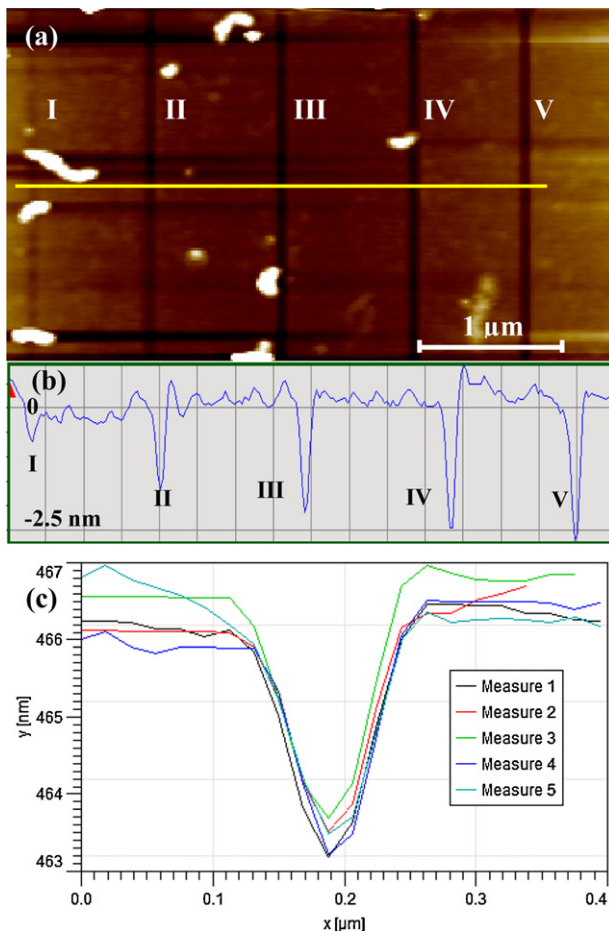 (a)
I II III IV V
1 µm
(b)
0
I II III IV V
-2.5 nm
(c)
467
466
465
464
463
y [nm]
Measure 1
Measure 2
Measure 3
Measure 4
Measure 5
0.0 0.1 0.2 0.3 0.4
x [µm]